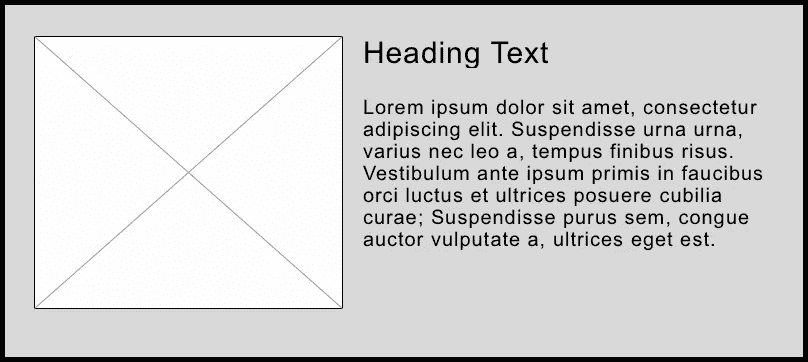 Heading Text
Lorem ipsum dolor sit amet, consectetur
adipiscing elit. Suspendisse urna urna,
varius nec leo a, tempus finibus risus.
Vestibulum ante ipsum primis in faucibus
orci luctus et ultrices posuere cubilia
curae; Suspendisse purus sem, congue
auctor vulputate a, ultrices eget est.